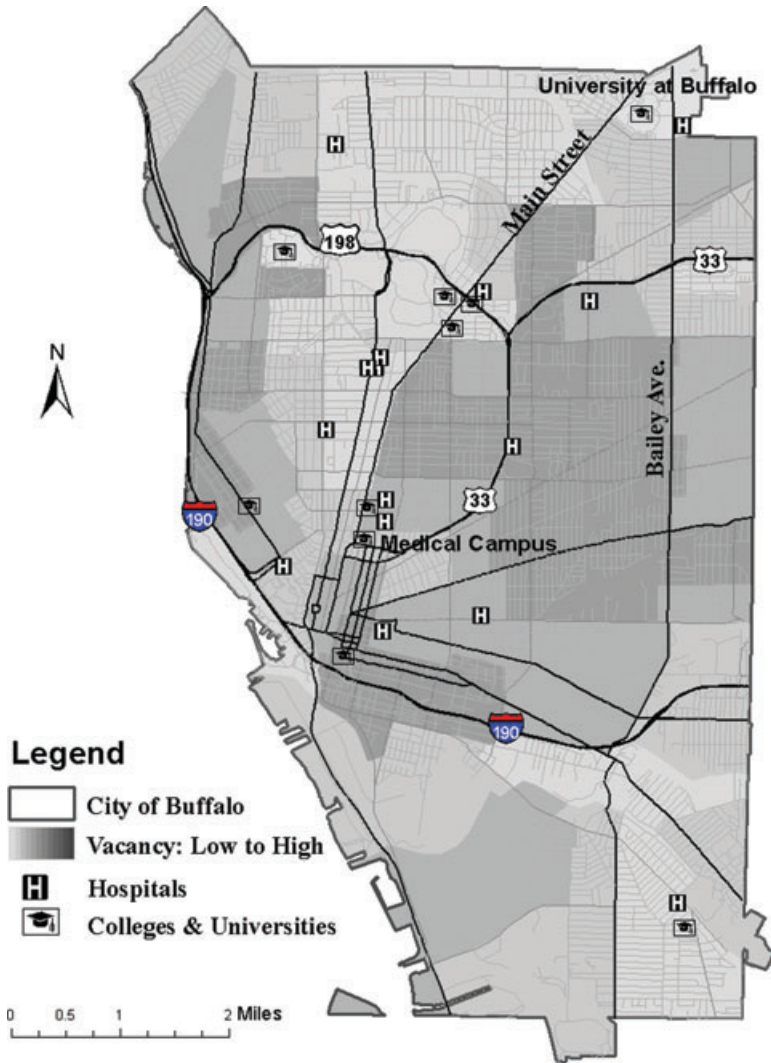 University at Buffalo
H
H
Main Street
198
33
H
H
Bailey Ave.
H
H
N
H
H
33
H
190
H
Medical Campus
H
H
H
190
Legend
City of Buffalo
Vacancy: Low to High
H Hospitals
Colleges & Universities
H
0 0.5 1 2 Miles